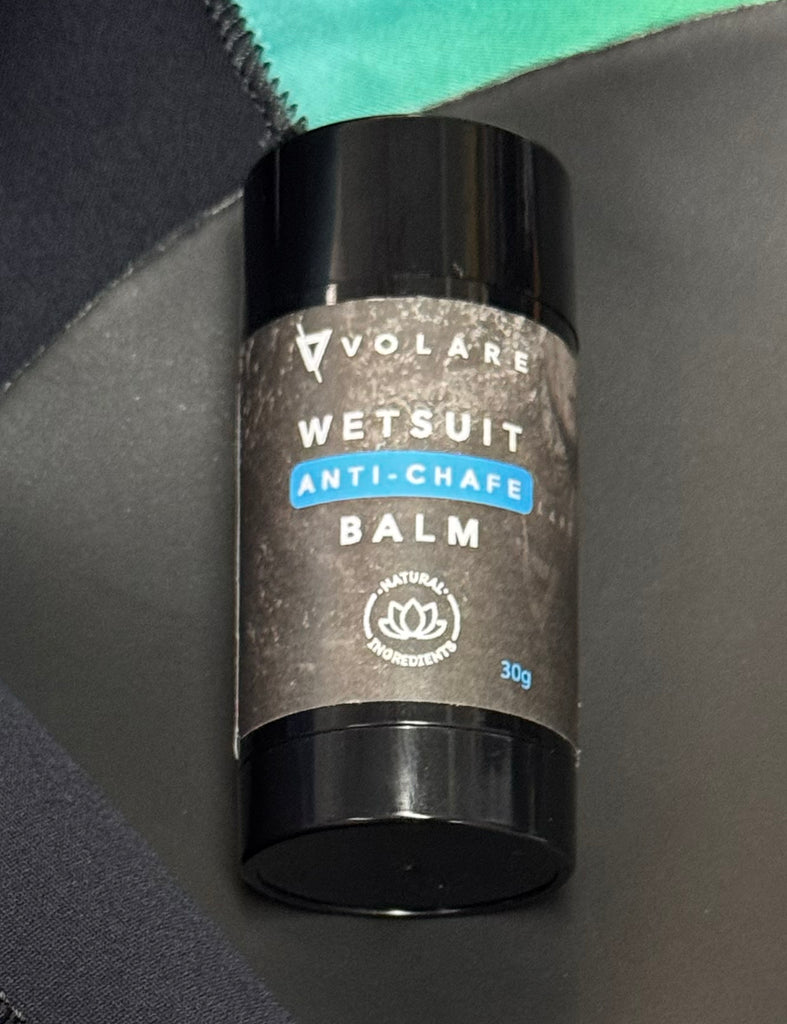 VOLARE
WETSUIT
ANTI-CHAFE
BALM
NATURAL
INGREDIENTS
30g